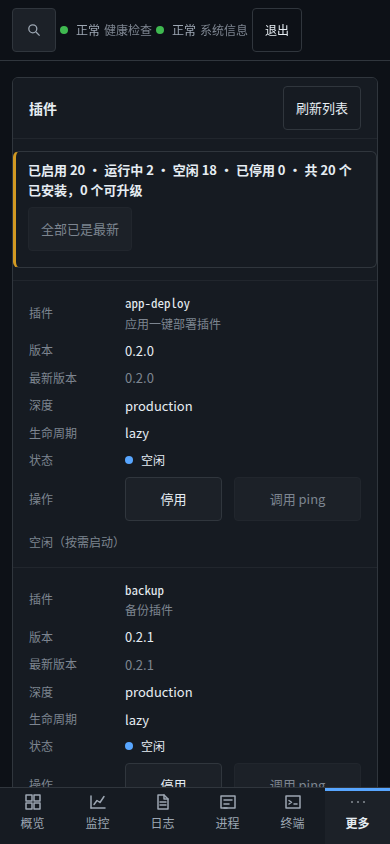 正常 健康检查 正常 系统信息 退出
插件 刷新列表
已启用 20 · 运行中 2 · 空闲 18 · 已停用 0 · 共 20 个
已安装，0 个可升级
全部已是最新
插件 app-deploy
应用一键部署插件
版本 0.2.0
最新版本 0.2.0
深度 production
生命周期 lazy
状态 空闲
操作 停用 调用 ping
空闲（按需启动）
插件 backup
备份插件
版本 0.2.1
最新版本 0.2.1
深度 production
生命周期 lazy
状态 空闲
操作 停用 调用 ping
概览 监控 日志 进程 终端 更多